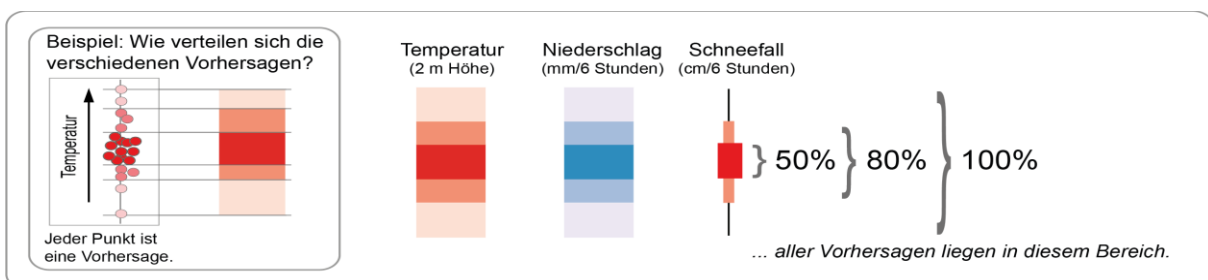 Beispiel: Wie verteilen sich die
verschiedenen Vorhersagen?
Temperatur
Jeder Punkt ist
eine Vorhersage.
Temperatur
(2 m Höhe)
Niederschlag
(mm/6 Stunden)
Schneefall
(cm/6 Stunden)
50%
80%
100%
... aller Vorhersagen liegen in diesem Bereich.